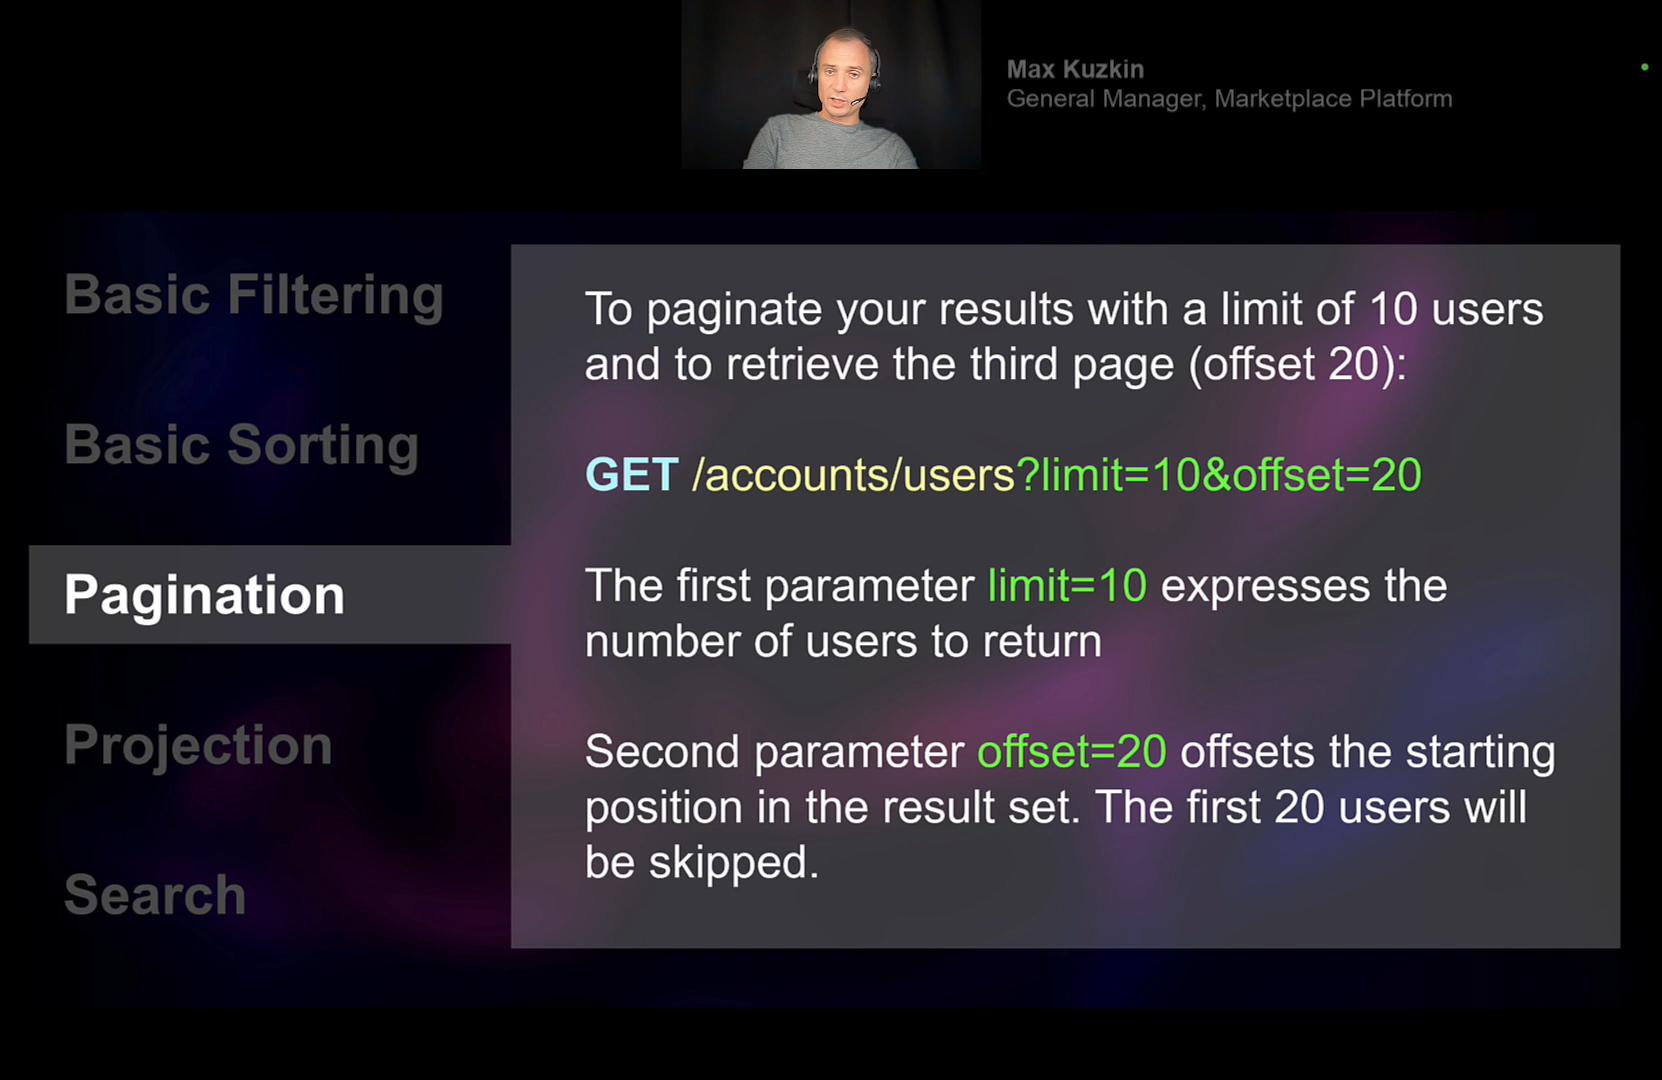 Max Kuzkin
General Manager, Marketplace Platform
Basic Filtering
Basic Sorting
Pagination
Projection
Search
To paginate your results with a limit of 10 users
and to retrieve the third page (offset 20):
GET /accounts/users?limit=10&offset=20
The first parameter limit=10 expresses the
number of users to return
Second parameter offset=20 offsets the starting
position in the result set. The first 20 users will
be skipped.